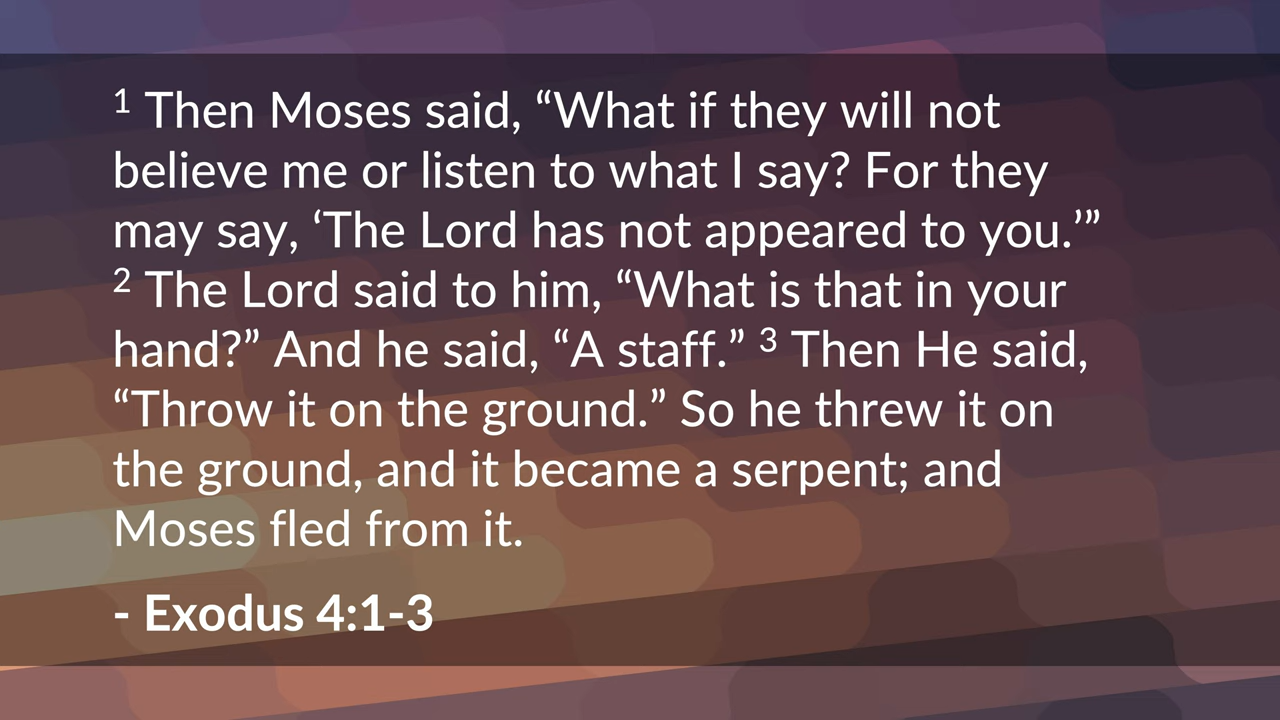 ¹ Then Moses said, “What if they will not
believe me or listen to what I say? For they
may say, ‘The Lord has not appeared to you.’”
² The Lord said to him, “What is that in your
hand?” And he said, “A staff.” ³ Then He said,
“Throw it on the ground.” So he threw it on
the ground, and it became a serpent; and
Moses fled from it.
- Exodus 4:1-3